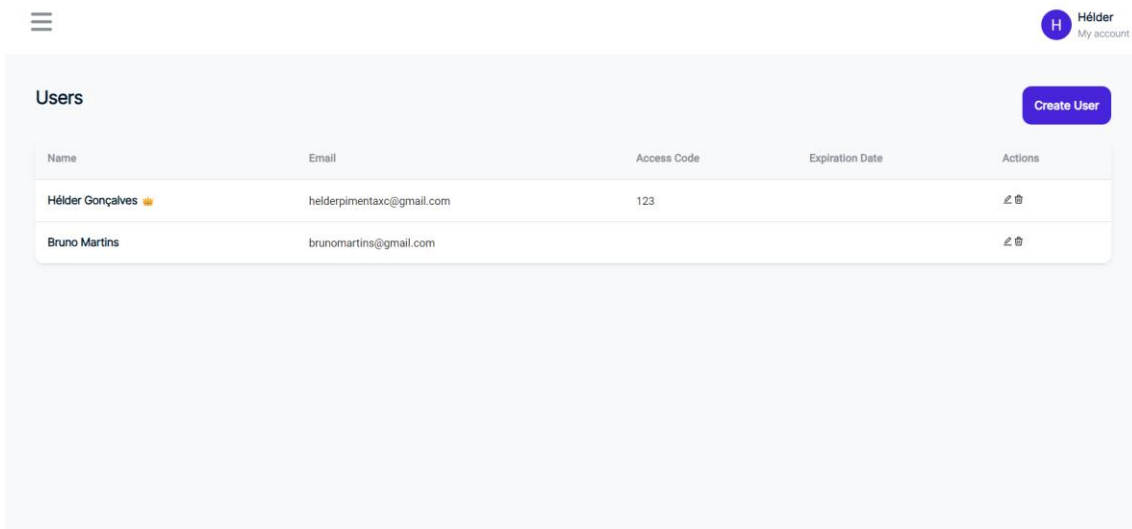 H
Hélder
My account
Users
Create User
Name Email Access Code Expiration Date Actions
Hélder Gonçalves helderpimentaxc@gmail.com 123
Bruno Martins brunomartins@gmail.com